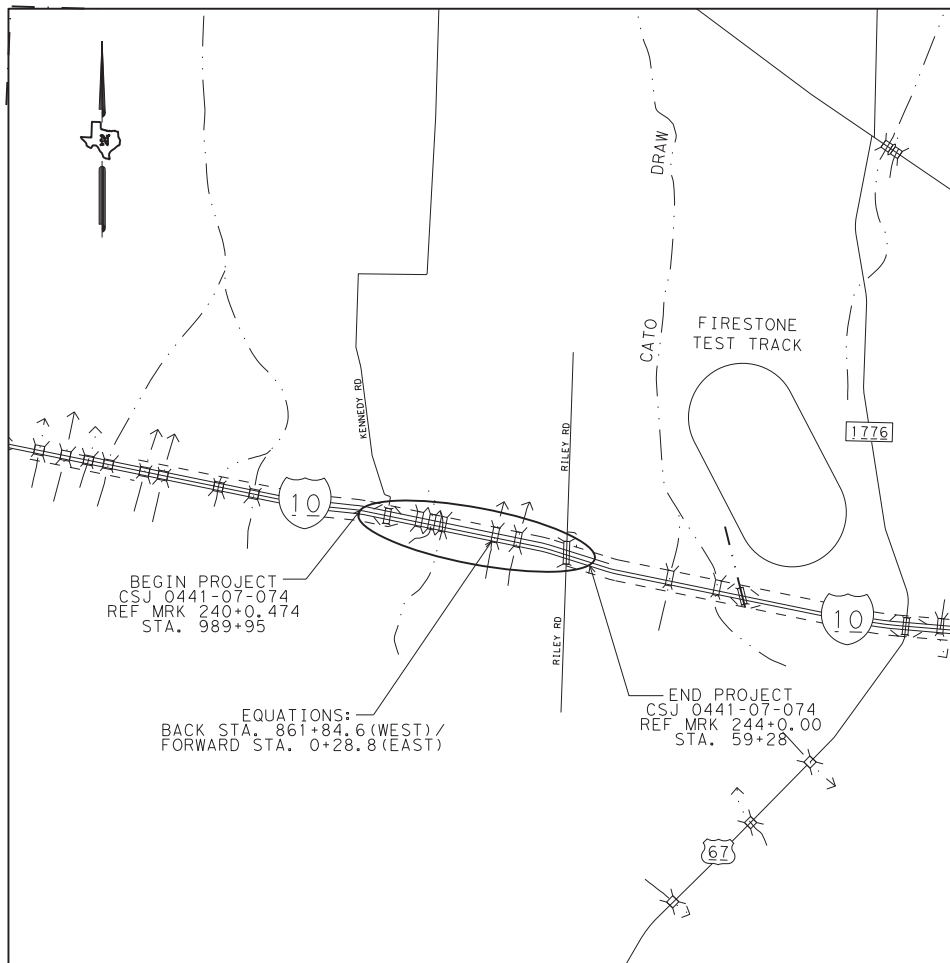 DRAW
CATO
FIRESTONE
TEST TRACK
KENNEDY RD
RILEY RD
1776
10
BEGIN PROJECT
CSJ 0441-07-074
REF MRK 240+0.474
STA. 989+95
10
RILEY RD
EQUATIONS:
BACK STA. 861+84.6(WEST)/
FORWARD STA. 0+28.8(EAST)
END PROJECT
CSJ 0441-07-074
REF MRK 244+0.00
STA. 59+28
67